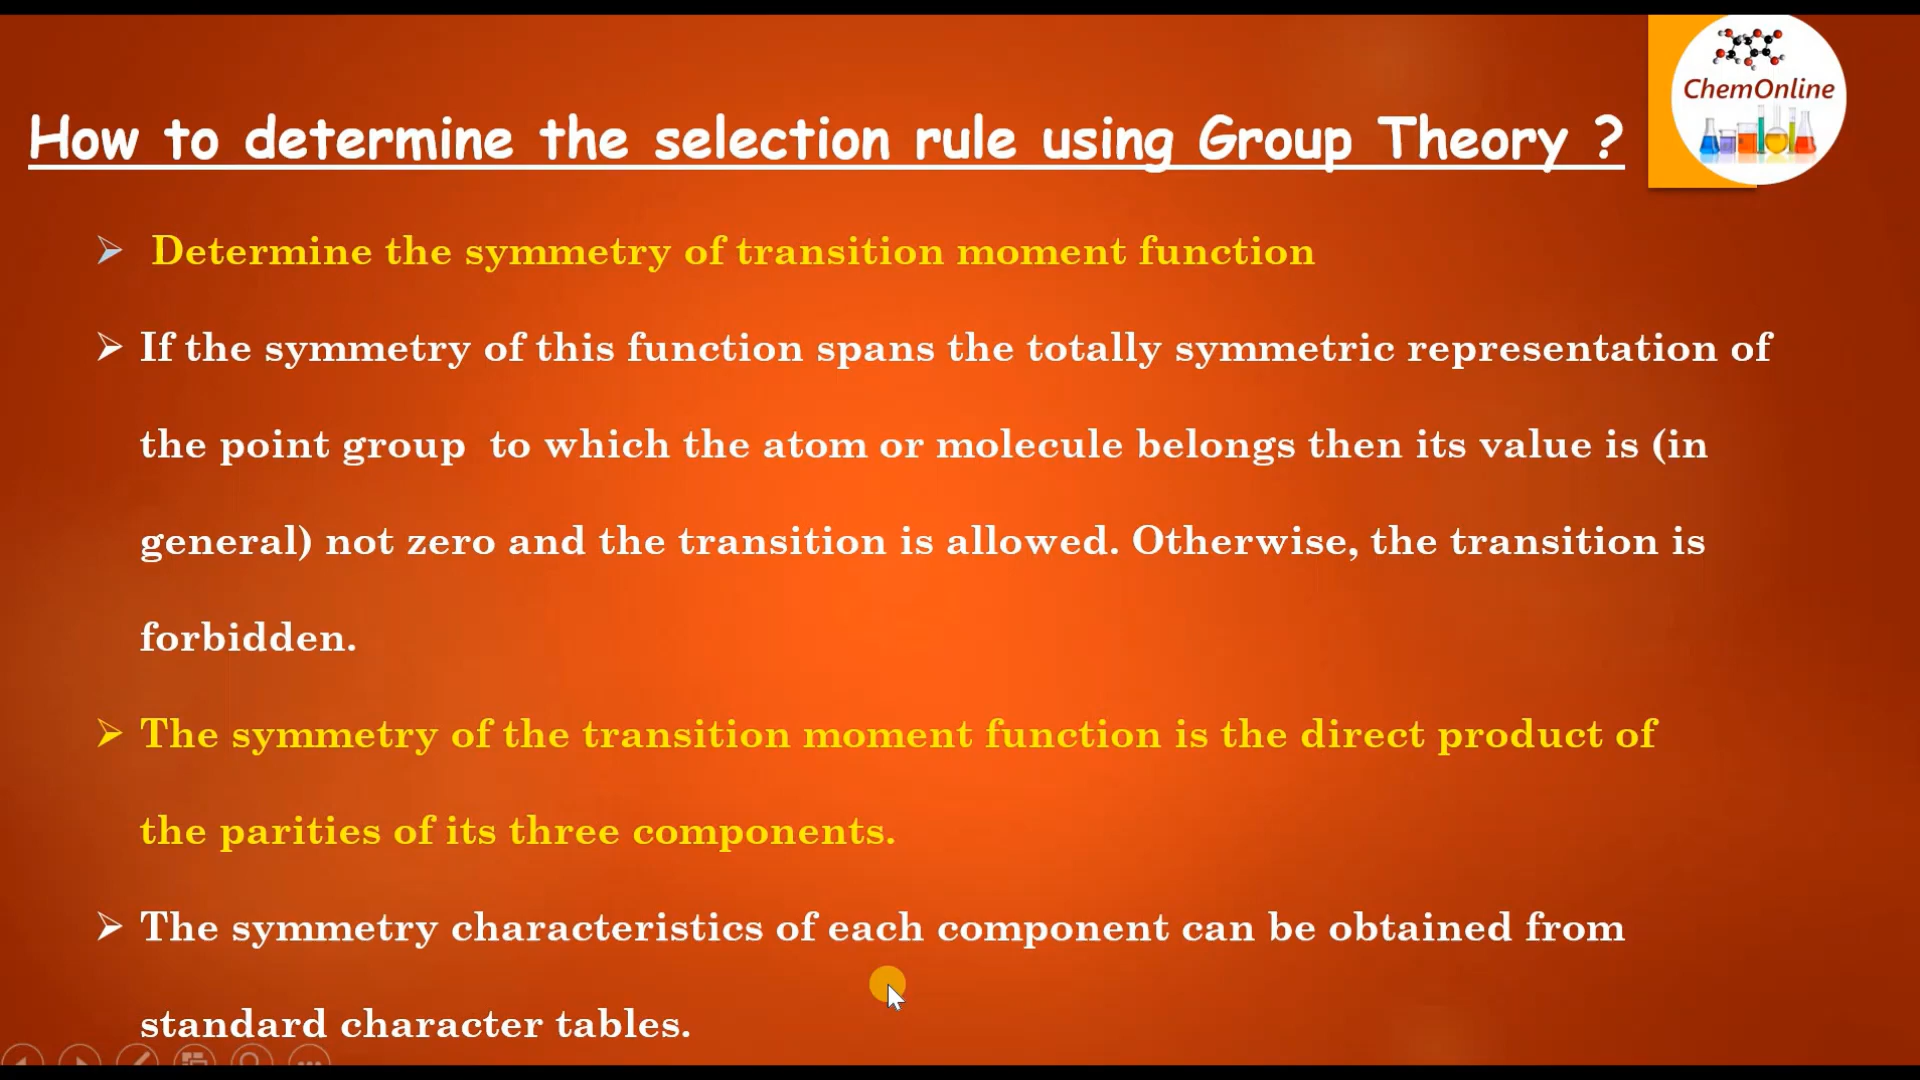 ChemOnline
How to determine the selection rule using Group Theory ?
Determine the symmetry of transition moment function
If the symmetry of this function spans the totally symmetric representation of
the point group to which the atom or molecule belongs then its value is (in
general) not zero and the transition is allowed. Otherwise, the transition is
forbidden.
The symmetry of the transition moment function is the direct product of
the parities of its three components.
The symmetry characteristics of each component can be obtained from
standard character tables.